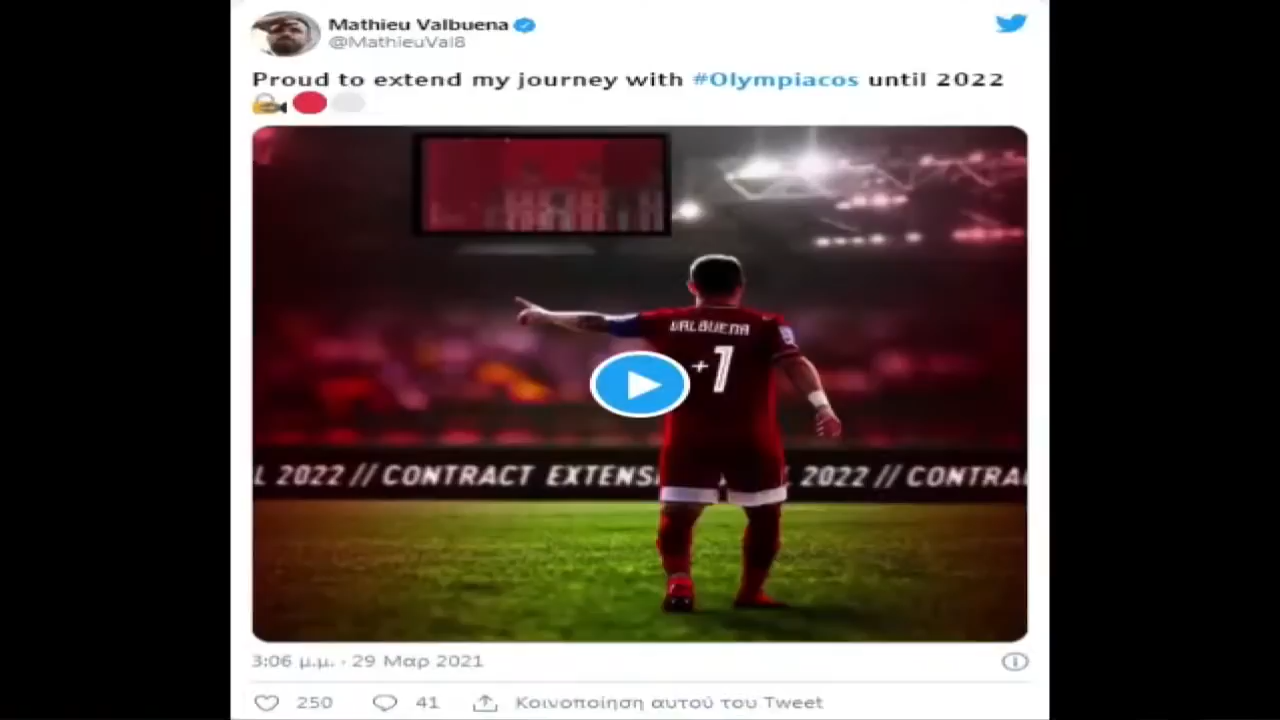 Mathieu Valbuena
@MathieuVal8
Proud to extend my journey with #Olympiacos until 2022
VALBUENA
+1
L 2022 // CONTRACT EXTENS L 2022 // CONTRA
3:06 μ.μ. · 29 Μαρ 2021
250 41 Κοινοποίηση αυτού του Tweet